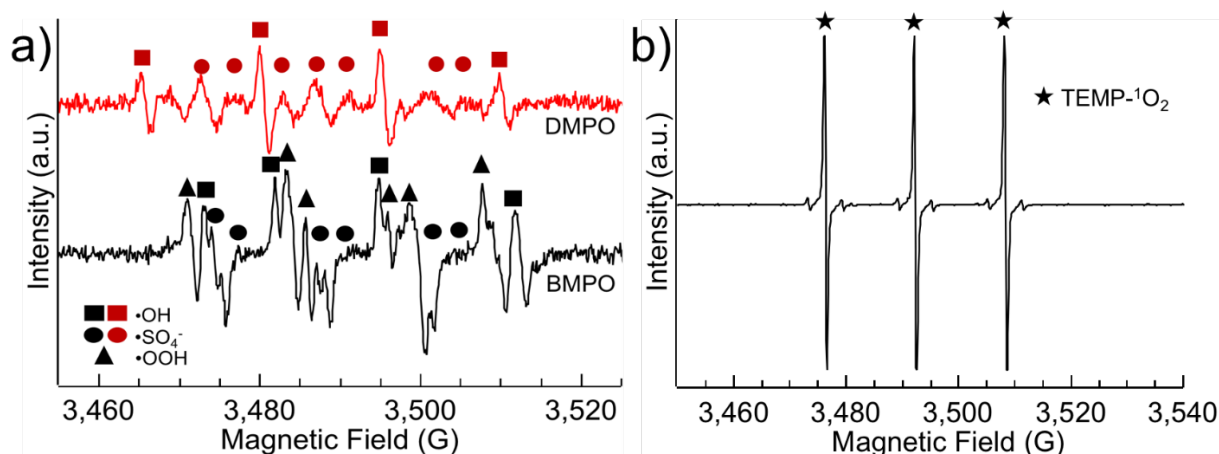 a)
Intensity (a.u.)
DMPO
BMPO
•OH
•SO₄⁻
•OOH
3,460 3,480 3,500 3,520
Magnetic Field (G)
b)
Intensity (a.u.)
TEMP-¹O₂
3,460 3,480 3,500 3,520 3,540
Magnetic Field (G)